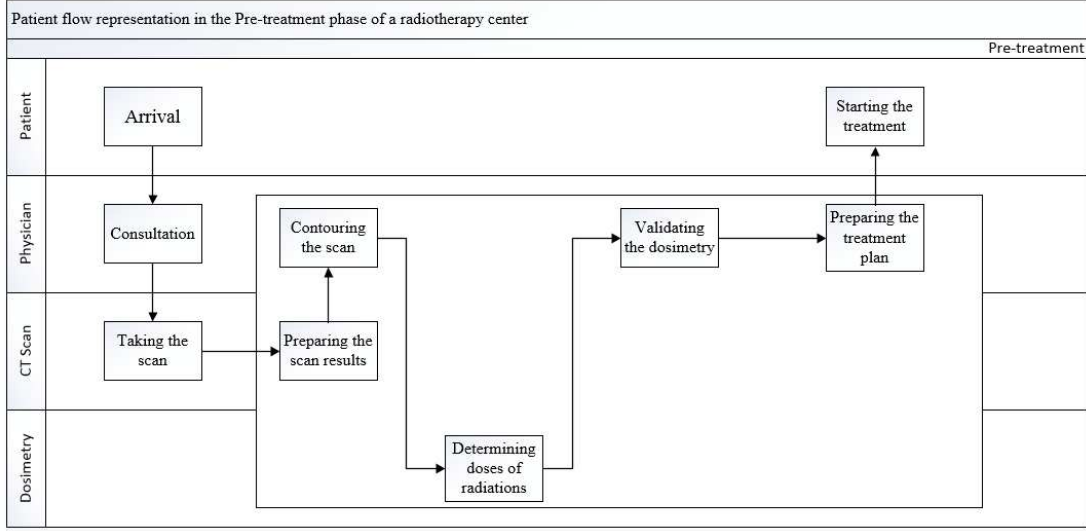 Patient flow representation in the Pre-treatment phase of a radiotherapy center
Pre-treatment
Patient
Arrival
Starting the
treatment
Physician
Consultation
Contouring
the scan
Validating
the dosimetry
Preparing the
treatment
plan
CT Scan
Taking the
scan
Preparing the
scan results
Dosimetry
Determining
doses of
radiations